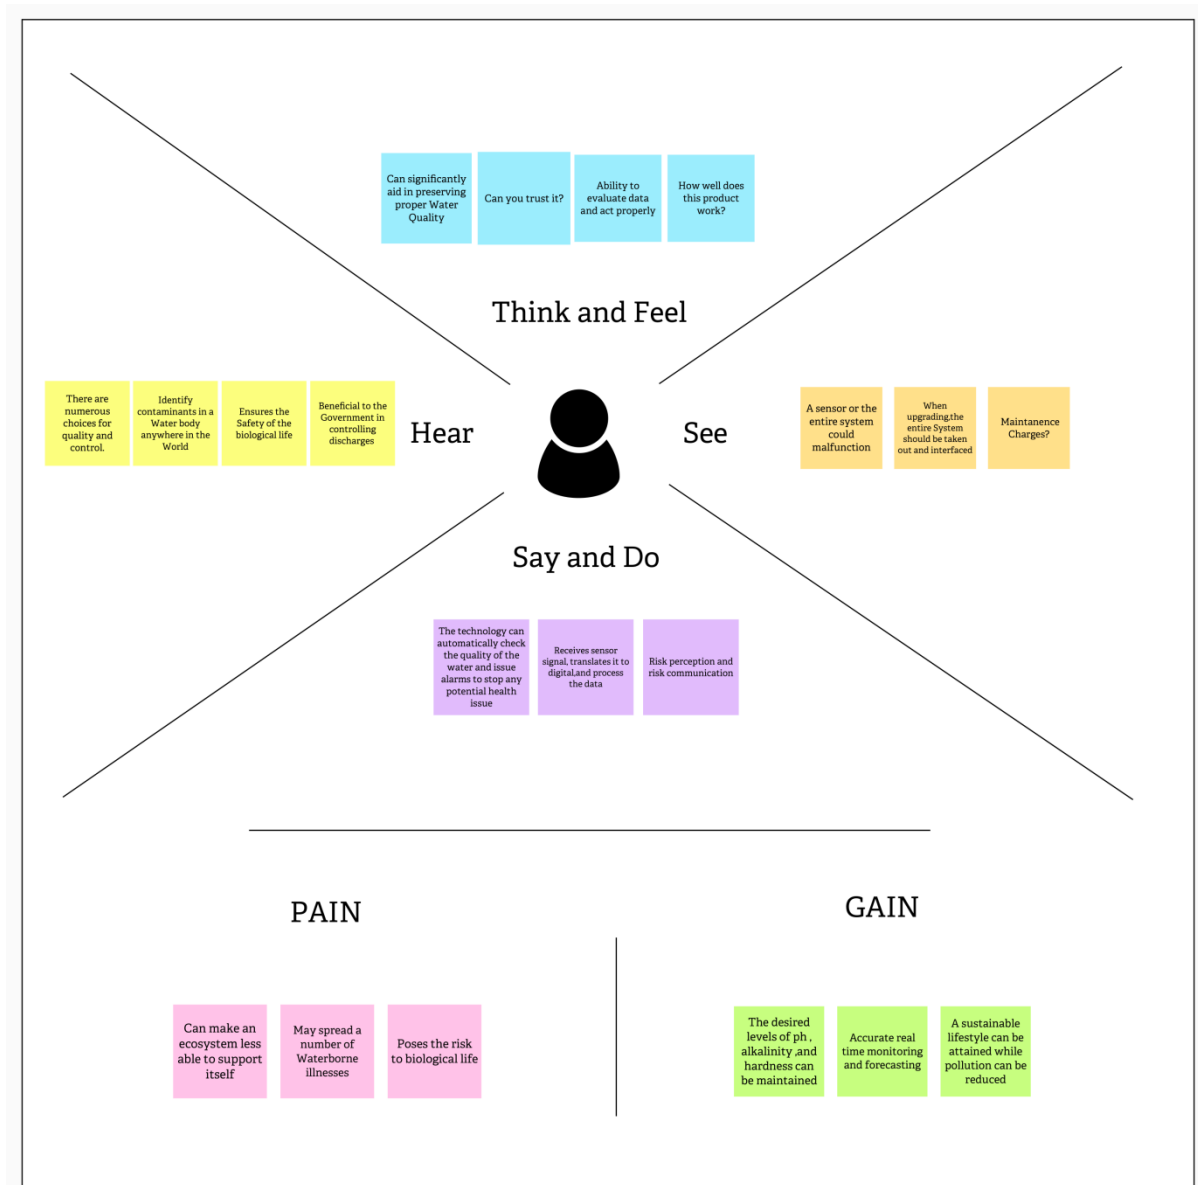 Can significantly
aid in preserving
proper Water
Quality
Can you trust it?
Ability to
evaluate data
and act properly
How well does
this product
work?
Think and Feel
There are
numerous
choices for
quality and
control.
Identify
contaminants in a
Water body
anywhere in the
World
Ensures the
Safety of the
biological life
Beneficial to the
Government in
controlling
discharges
Hear
See
A sensor or the
entire system
could
malfunction
When
upgrading,the
entire System
should be taken
out and interfaced
Maintanence
Charges?
Say and Do
The technology can
automatically check
the quality of the
water and issue
alarms to stop any
potential health
issue
Receives sensor
signal, translates it to
digital,and process
the data
Risk perception and
risk communication
PAIN
GAIN
Can make an
ecosystem less
able to support
itself
May spread a
number of
Waterborne
illnesses
Poses the risk
to biological life
The desired
levels of ph ,
alkalinity ,and
hardness can
be maintained
Accurate real
time monitoring
and forecasting
A sustainable
lifestyle can be
attained while
pollution can be
reduced